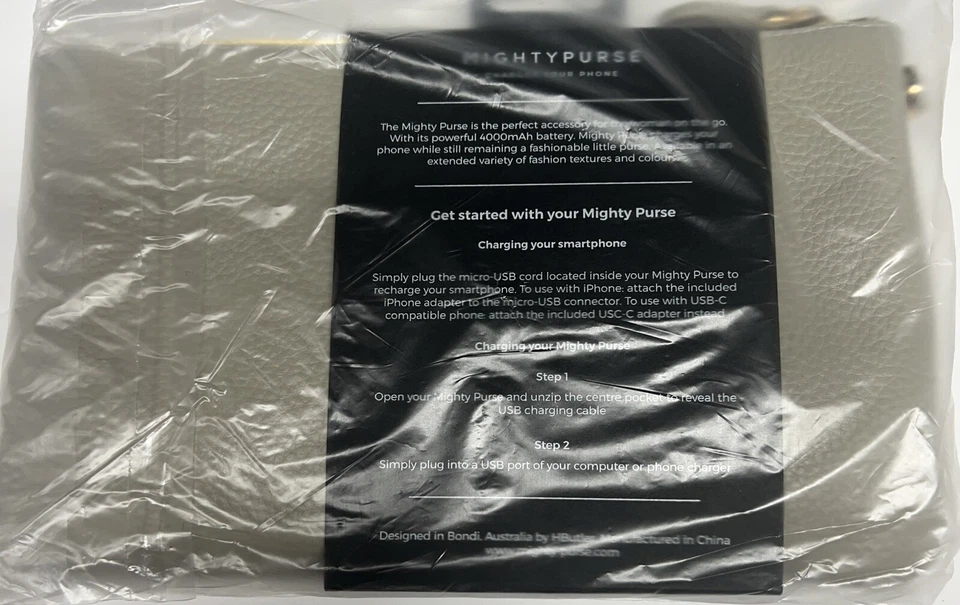 MIGHTYPURSE
CHARGES YOUR PHONE
The Mighty Purse is the perfect accessory for any woman on the go.
With its powerful 4000mAh battery. Mighty Purse charges your
phone while still remaining a fashionable little purse. Available in an
extended variety of fashion textures and colours.
Get started with your Mighty Purse
Charging your smartphone
Simply plug the micro-USB cord located inside your Mighty Purse to
recharge your smartphone. To use with iPhone: attach the included
iPhone adapter to the micro-USB connector. To use with USB-C
compatible phone: attach the included USC-C adapter instead
Charging your Mighty Purse
Step 1
Open your Mighty Purse and unzip the centre pocket to reveal the
USB charging cable
Step 2
Simply plug into a USB port of your computer or phone charger
Designed in Bondi, Australia by HButler. Manufactured in China